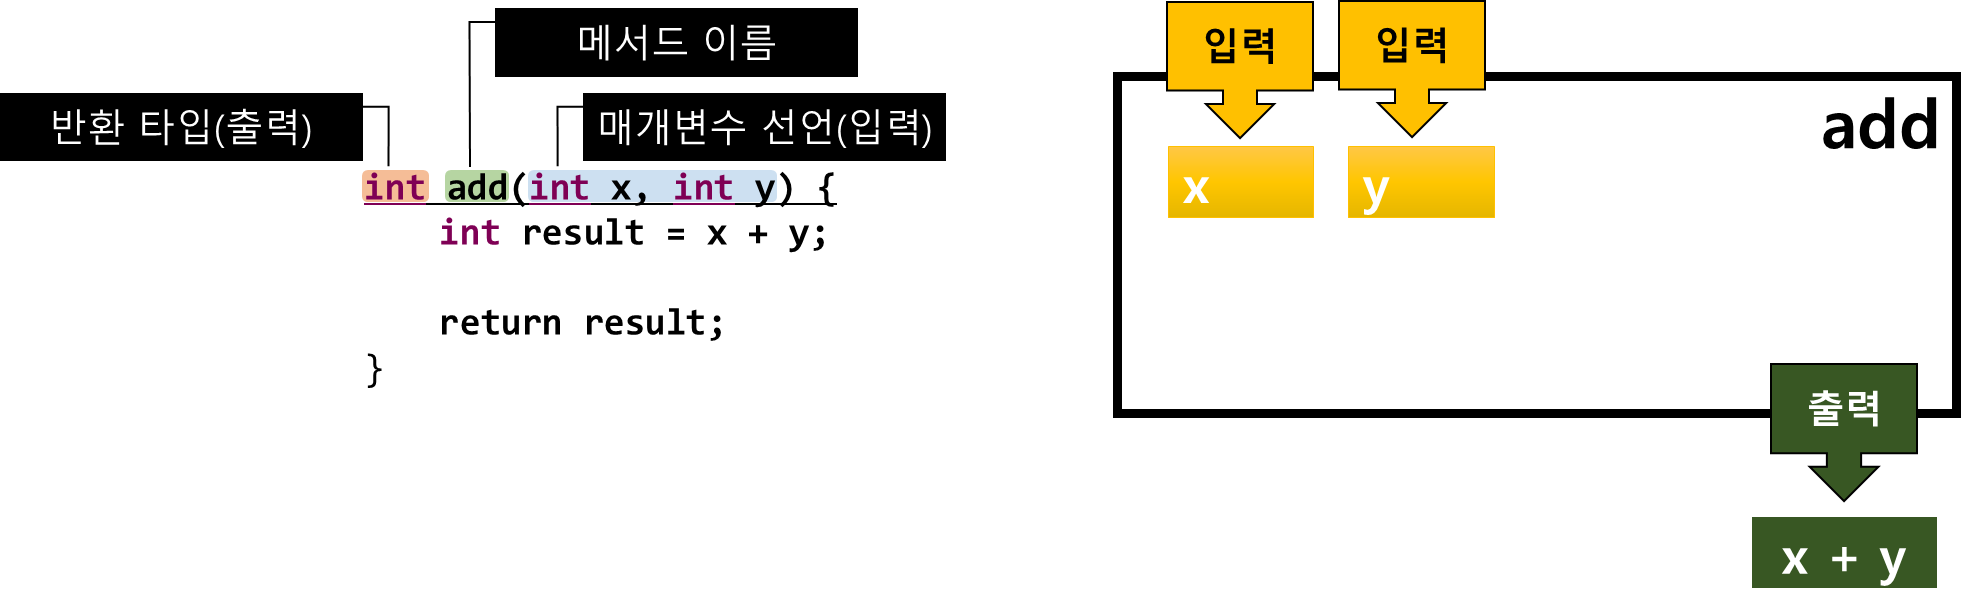 메서드 이름
반환 타입(출력)
매개변수 선언(입력)
int add(int x, int y) {
int result = x + y;
return result;
}
입력
입력
add
x
y
출력
x + y